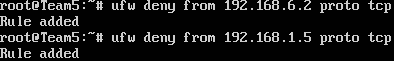 root@Team5:~# ufw deny from 192.168.6.2 proto tcp
Rule added
root@Team5:~# ufw deny from 192.168.1.5 proto tcp
Rule added